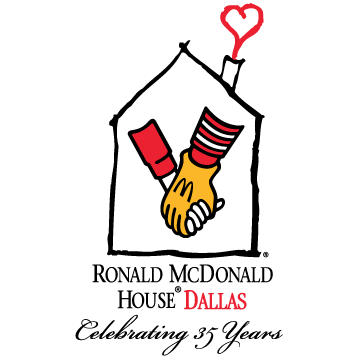 RONALD MCDONALD
HOUSE® DALLAS
Celebrating 35 Years